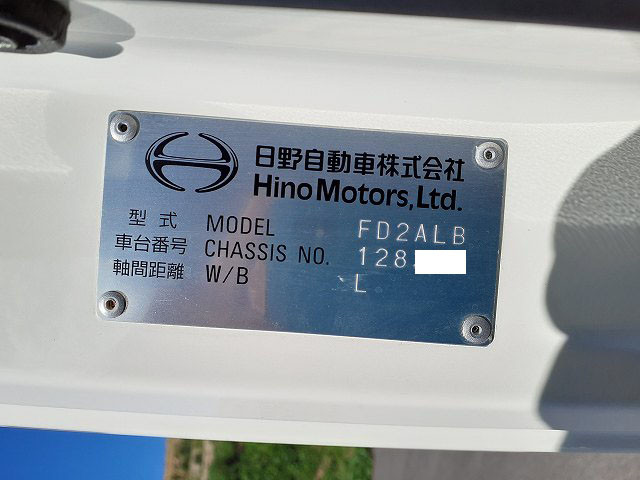 日野自動車株式会社
Hino Motors, Ltd.
型式 MODEL FD2ALB
車台番号 CHASSIS NO. 128
軸間距離 W/B L